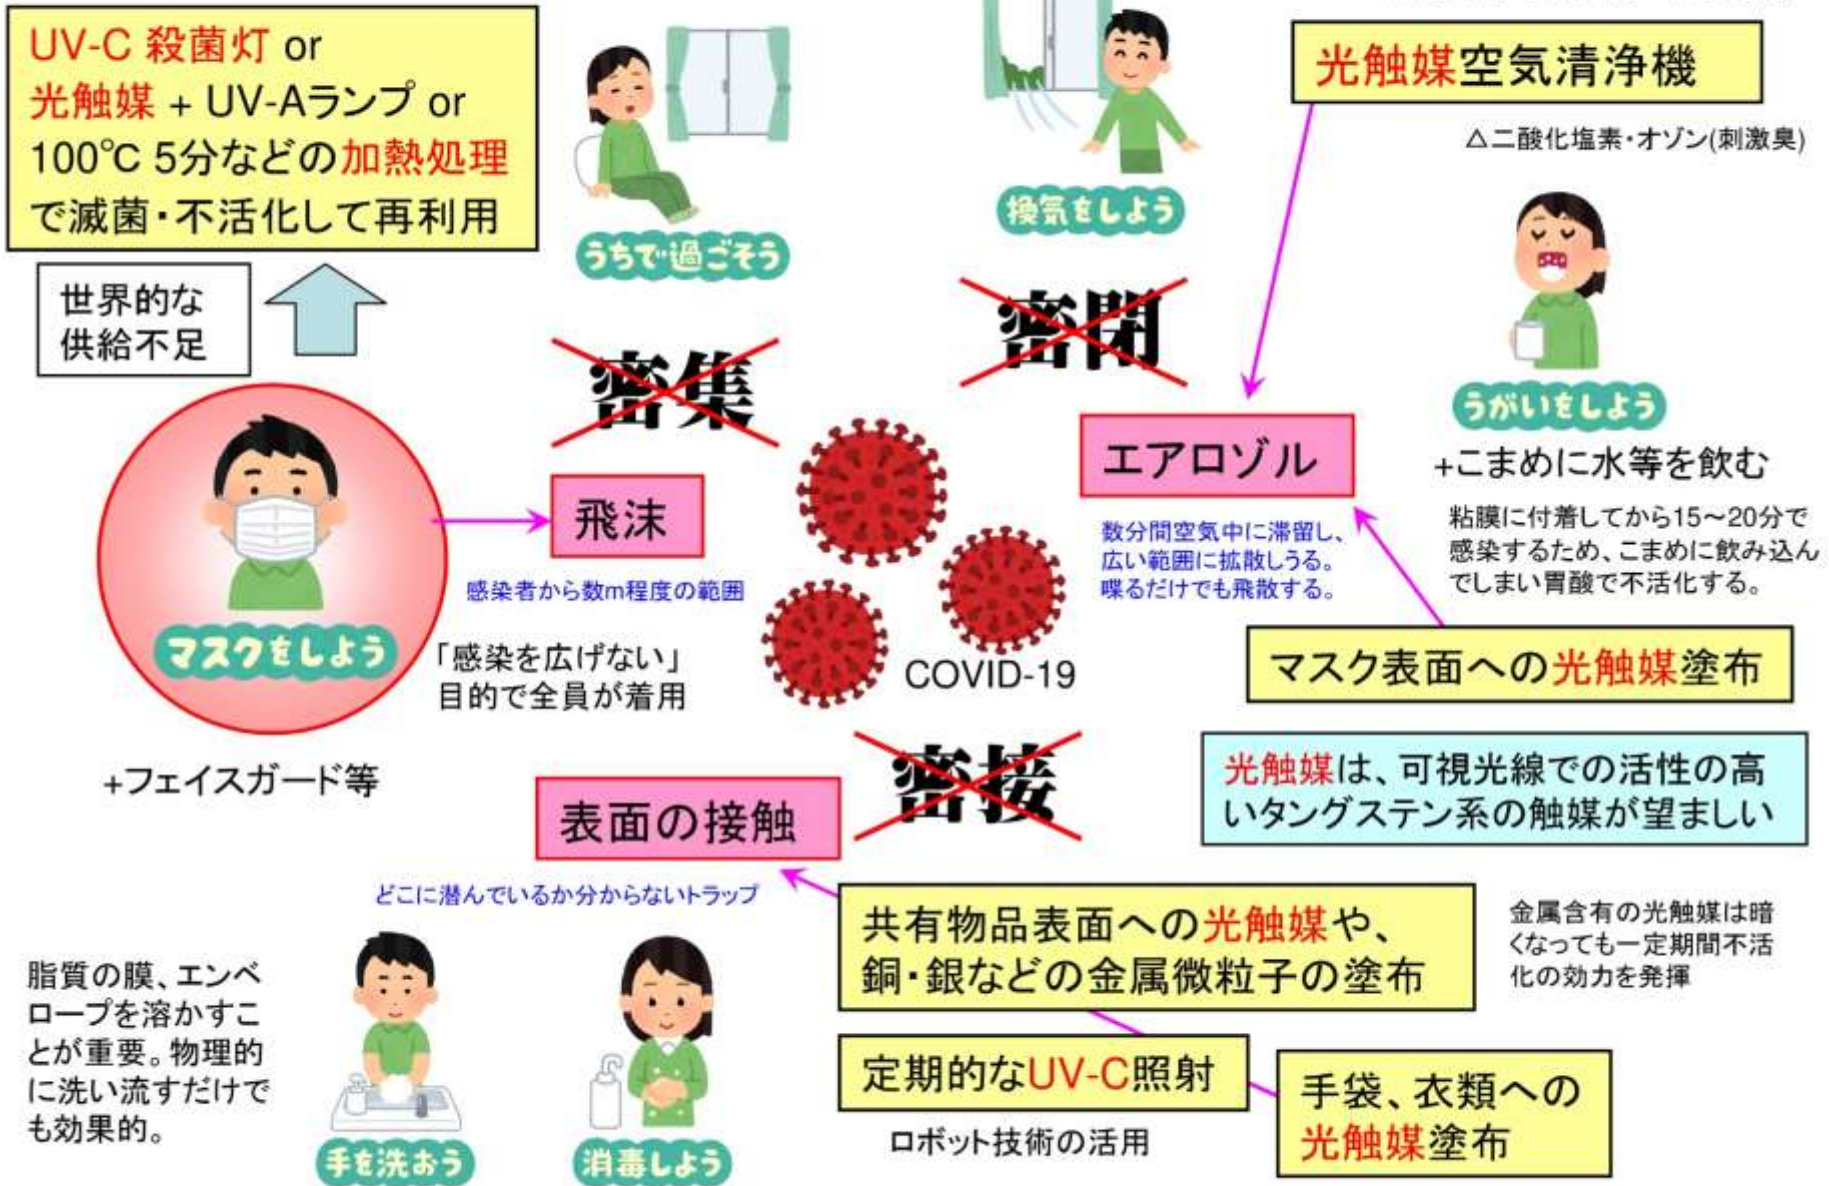 UV-C 殺菌灯 or
光触媒 + UV-Aランプ or
100℃ 5分などの加熱処理
で滅菌・不活化して再利用
世界的な
供給不足
うちで過ごそう
換気をしよう
光触媒空気清浄機
△二酸化塩素・オゾン(刺激臭)
うがいをしよう
+こまめに水等を飲む
粘膜に付着してから15～20分で
感染するため、こまめに飲み込ん
でしまい胃酸で不活化する。
密集
密閉
エアロゾル
数分間空気中に滞留し、
広い範囲に拡散しうる。
喋るだけでも飛散する。
飛沫
感染者から数m程度の範囲
マスクをしよう
「感染を広げない」
目的で全員が着用
+フェイスガード等
COVID-19
マスク表面への光触媒塗布
光触媒は、可視光線での活性の高
いタングステン系の触媒が望ましい
密接
表面の接触
どこに潜んでいるか分からないトラップ
共有物品表面への光触媒や、
銅・銀などの金属微粒子の塗布
金属含有の光触媒は暗
くなっても一定期間不活
化の効力を発揮
脂質の膜、エンベ
ロープを溶かすこ
とが重要。物理的
に洗い流すだけで
も効果的。
手を洗おう
消毒しよう
定期的なUV-C照射
ロボット技術の活用
手袋、衣類への
光触媒塗布